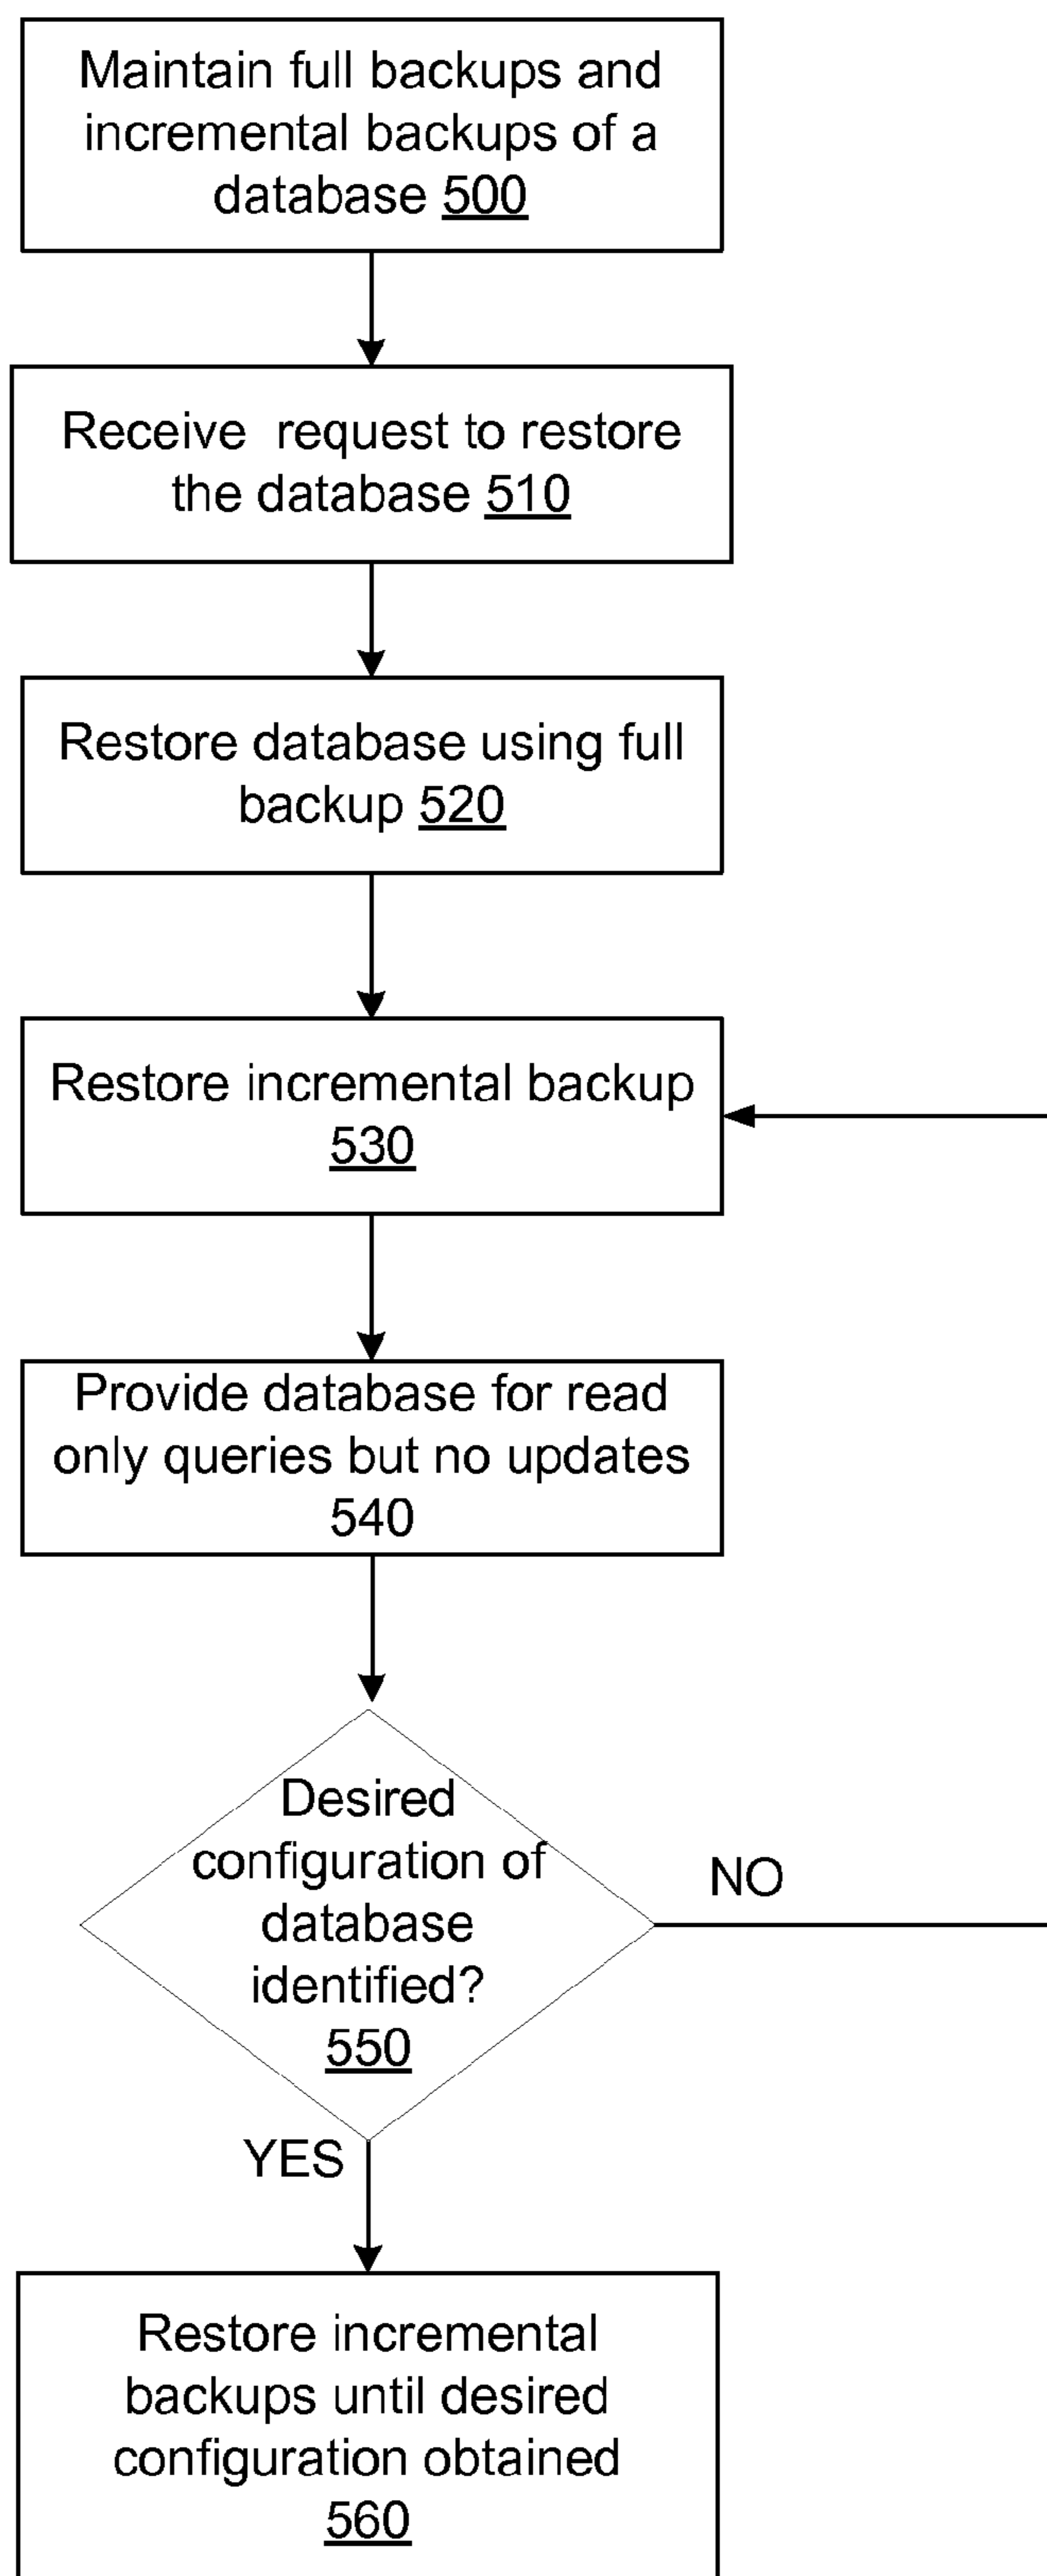 Maintain full backups and
incremental backups of a
database 500
Receive request to restore
the database 510
Restore database using full
backup 520
Restore incremental backup
530
Provide database for read
only queries but no updates
540
Desired
configuration of
database
identified?
550
NO
YES
Restore incremental
backups until desired
configuration obtained
560